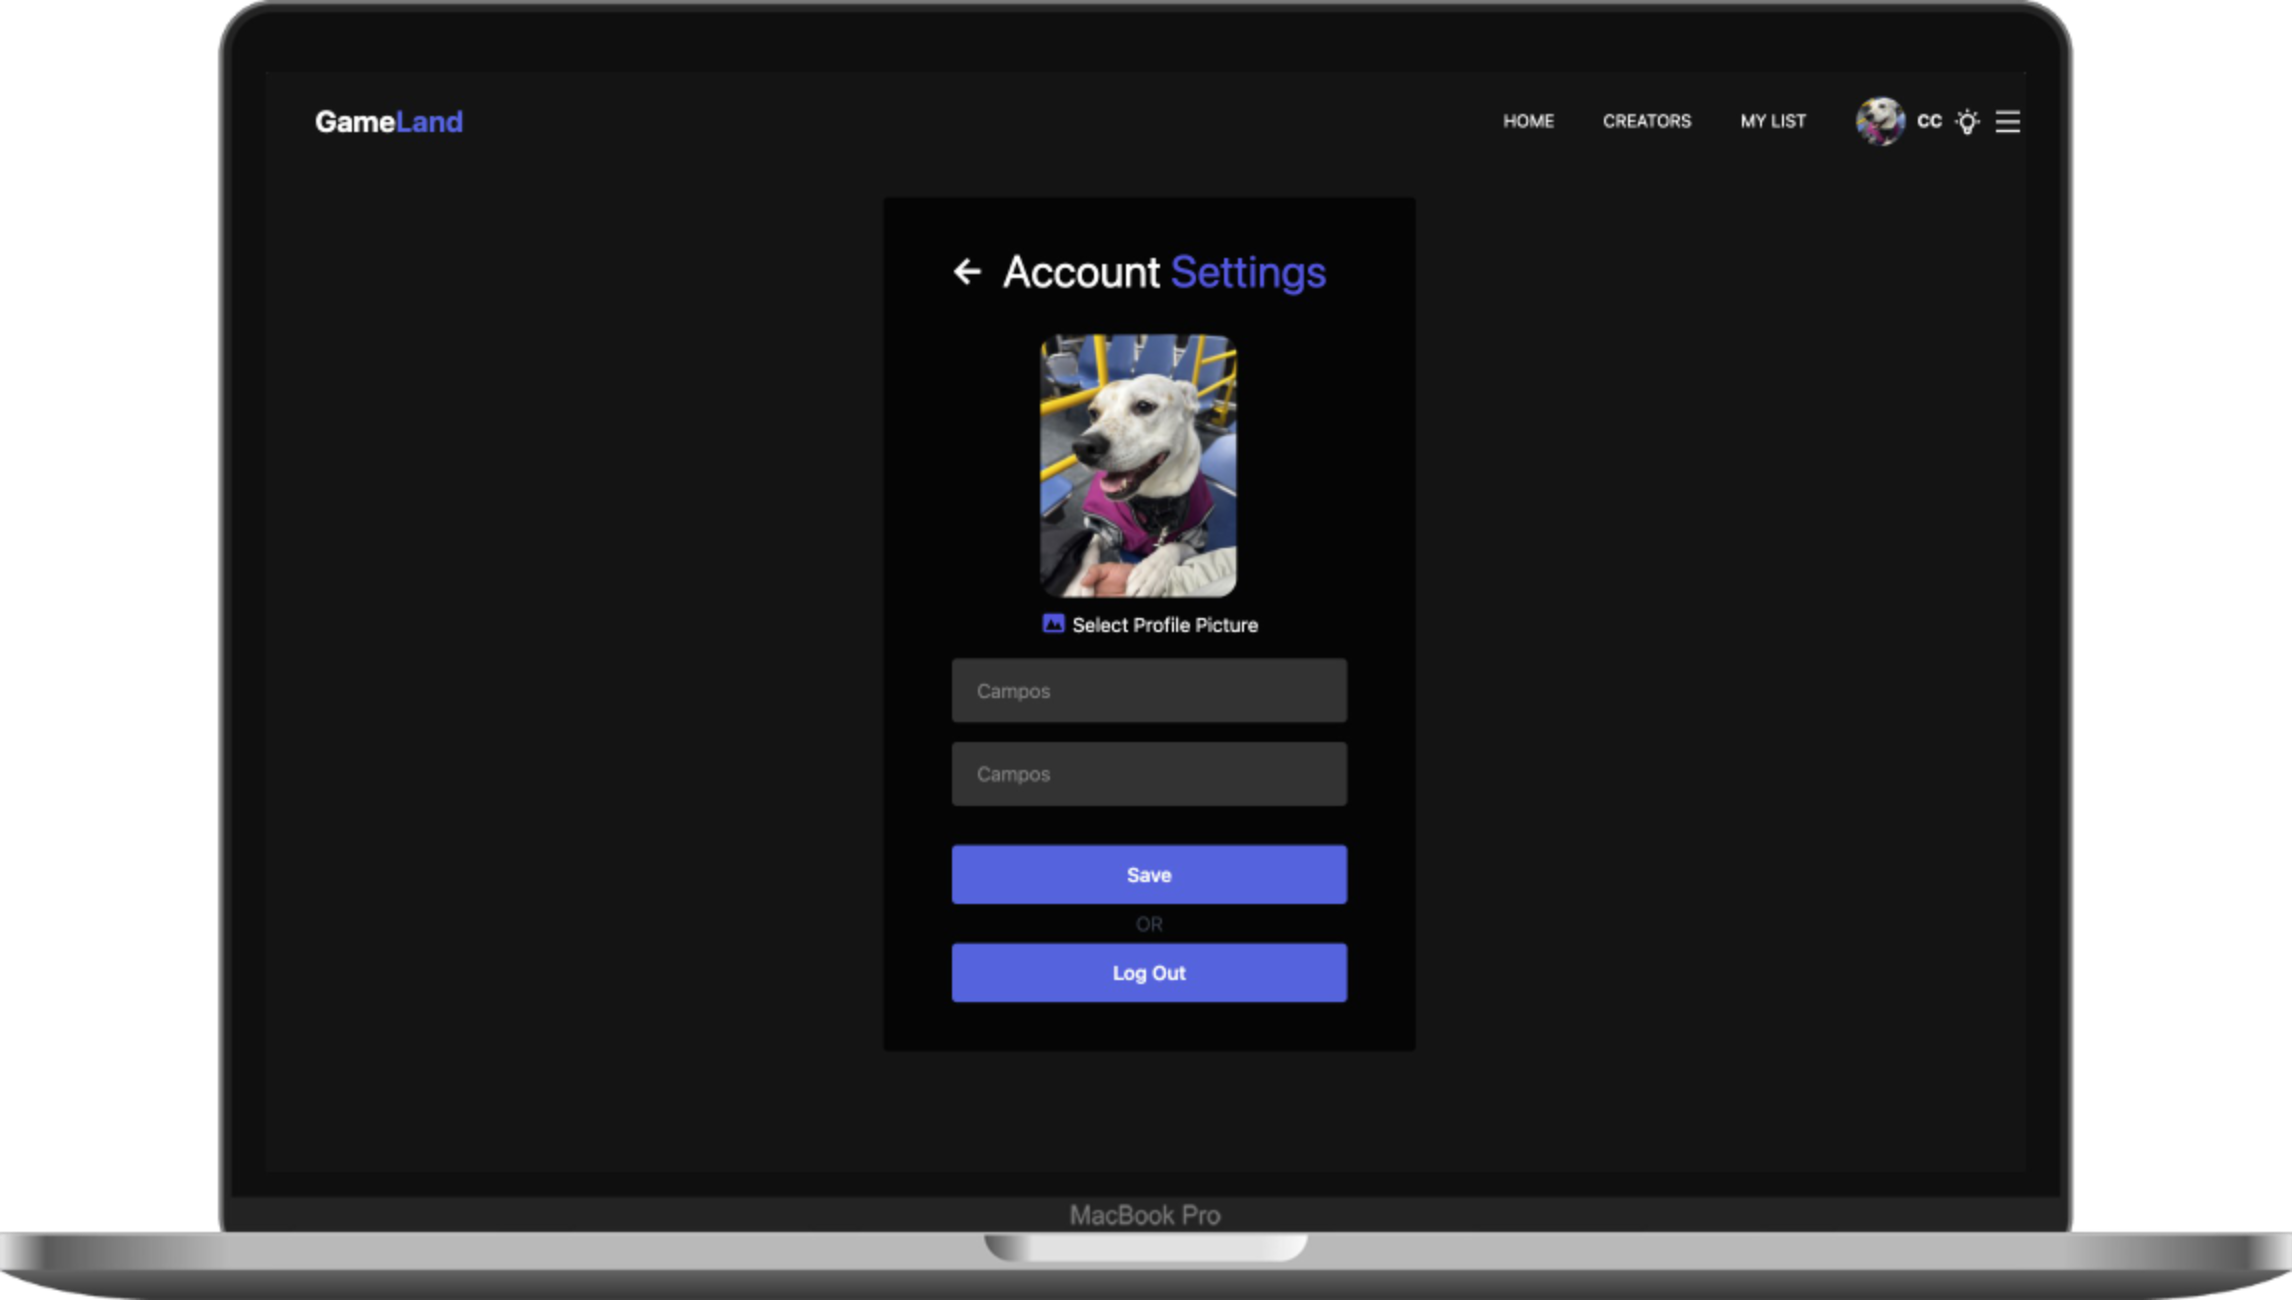 GameLand
HOME CREATORS MY LIST CC
Account Settings
Select Profile Picture
Campos
Campos
Save
OR
Log Out
MacBook Pro